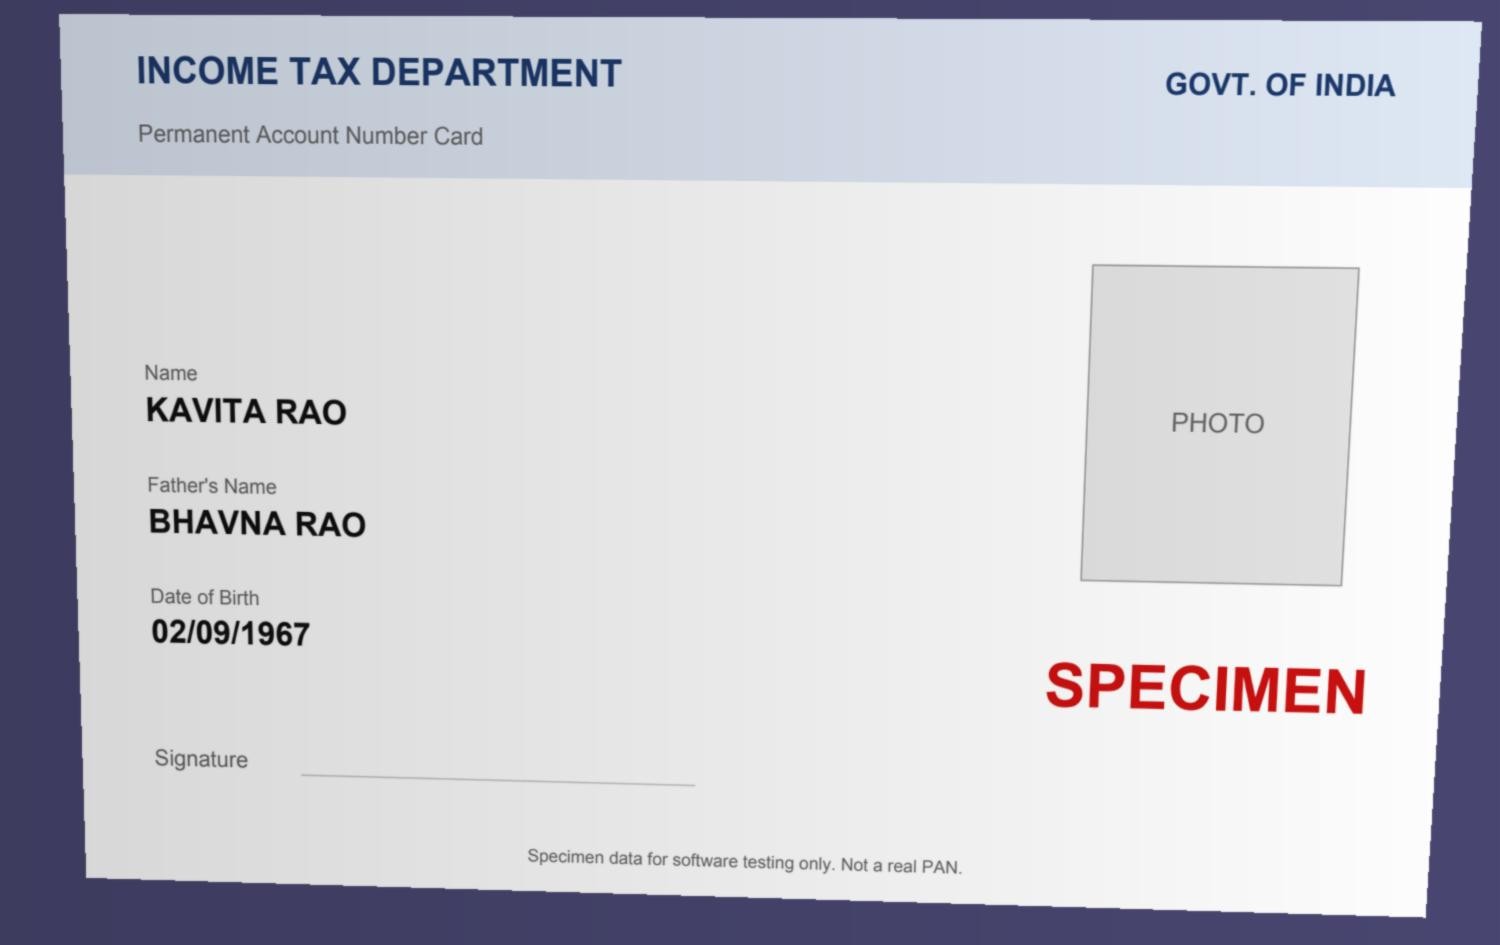 INCOME TAX DEPARTMENT
GOVT. OF INDIA
Permanent Account Number Card
Name
KAVITA RAO
Father's Name
BHAVNA RAO
Date of Birth
02/09/1967
PHOTO
SPECIMEN
Signature
Specimen data for software testing only. Not a real PAN.